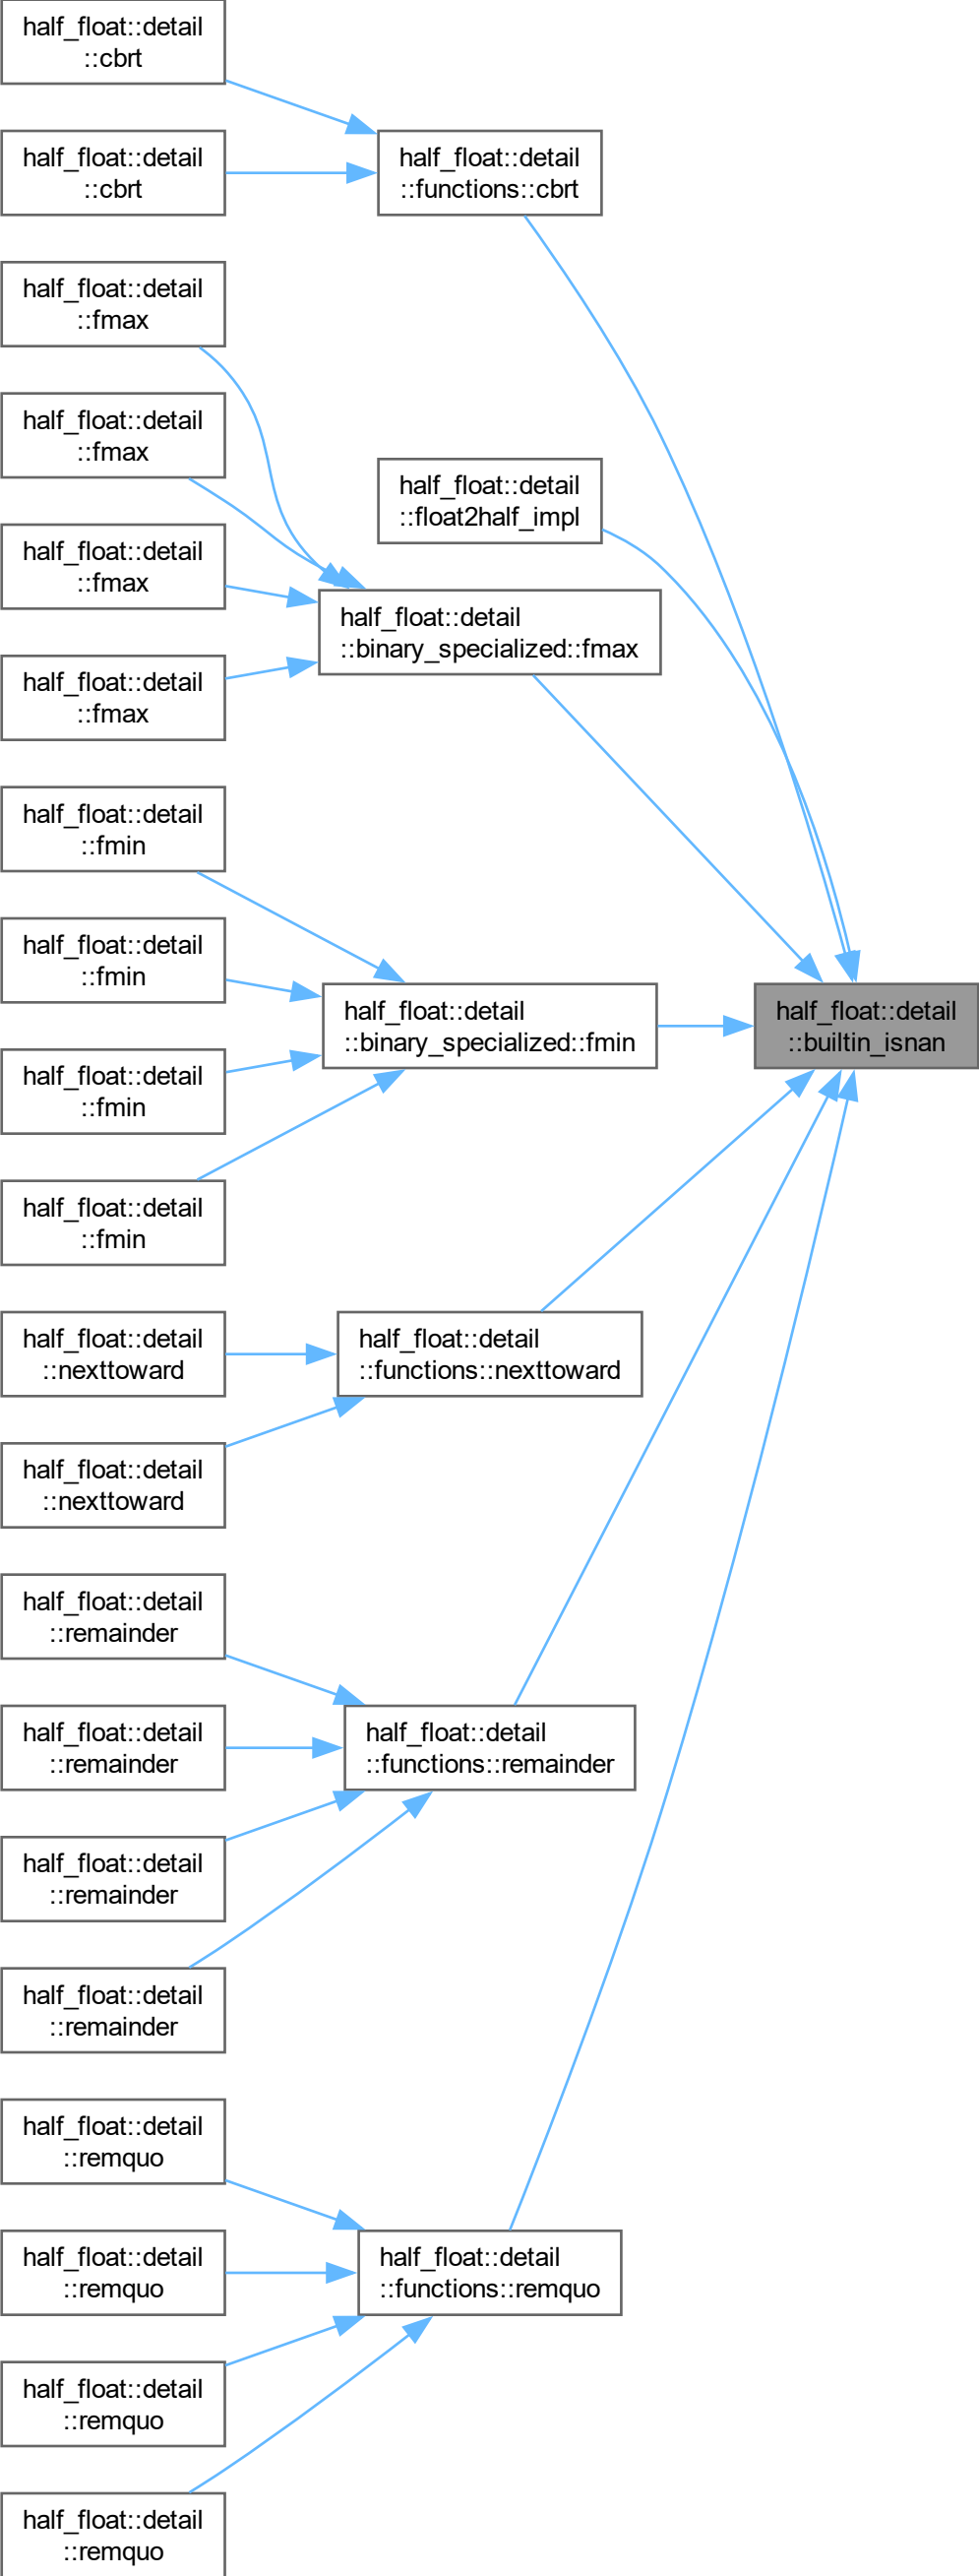 half_float::detail
::cbrt
half_float::detail
::cbrt
half_float::detail
::functions::cbrt
half_float::detail
::fmax
half_float::detail
::fmax
half_float::detail
::float2half_impl
half_float::detail
::fmax
half_float::detail
::binary_specialized::fmax
half_float::detail
::fmax
half_float::detail
::fmin
half_float::detail
::fmin
half_float::detail
::binary_specialized::fmin
half_float::detail
::builtin_isnan
half_float::detail
::fmin
half_float::detail
::fmin
half_float::detail
::nexttoward
half_float::detail
::functions::nexttoward
half_float::detail
::nexttoward
half_float::detail
::remainder
half_float::detail
::remainder
half_float::detail
::functions::remainder
half_float::detail
::remainder
half_float::detail
::remainder
half_float::detail
::remquo
half_float::detail
::remquo
half_float::detail
::functions::remquo
half_float::detail
::remquo
half_float::detail
::remquo